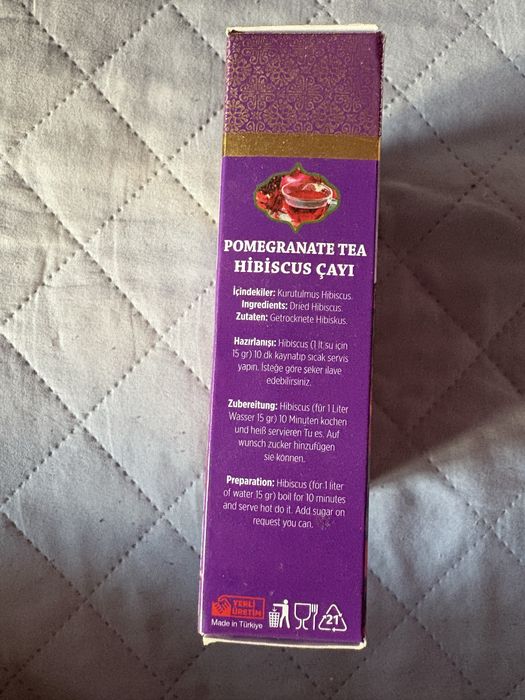 POMEGRANATE TEA
HİBİSCUS ÇAYI
İçindekiler: Kurutulmuş Hibiscus.
Ingredients: Dried Hibiscus.
Zutaten: Getrocknete Hibiskus.
Hazırlanışı: Hibiscus (1 lt.su için
15 gr) 10 dk kaynatıp sıcak servis
yapın. İsteğe göre şeker ilave
edebilirsiniz.
Zubereitung: Hibiscus (für 1 Liter
Wasser 15 gr) 10 Minuten kochen
und heiß servieren Tu es. Auf
wunsch zucker hinzufügen
sie können.
Preparation: Hibiscus (for 1 liter
of water 15 gr) boil for 10 minutes
and serve hot do it. Add sugar on
request you can.
YERLİ
ÜRETİM
Made in Türkiye
21